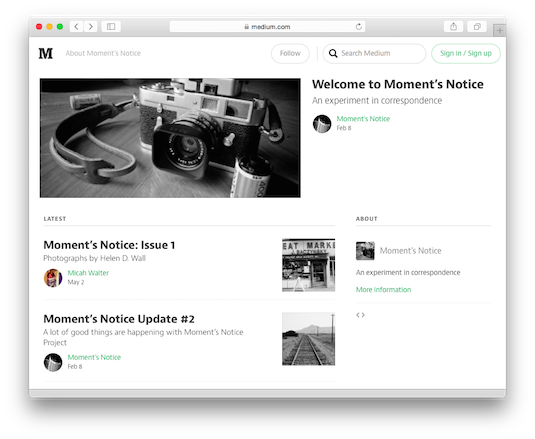 medium.com
M
About Moment's Notice
Follow
Search Medium
Sign in / Sign up
Welcome to Moment's Notice
An experiment in correspondence
Moment's Notice
Feb 8
LATEST
Moment's Notice: Issue 1
Photographs by Helen D. Wall
Micah Walter
May 2
EAT MARKE
Moment's Notice Update #2
A lot of good things are happening with Moment's Notice
Project
Moment's Notice
Feb 8
ABOUT
Moment's Notice
An experiment in correspondence
More information